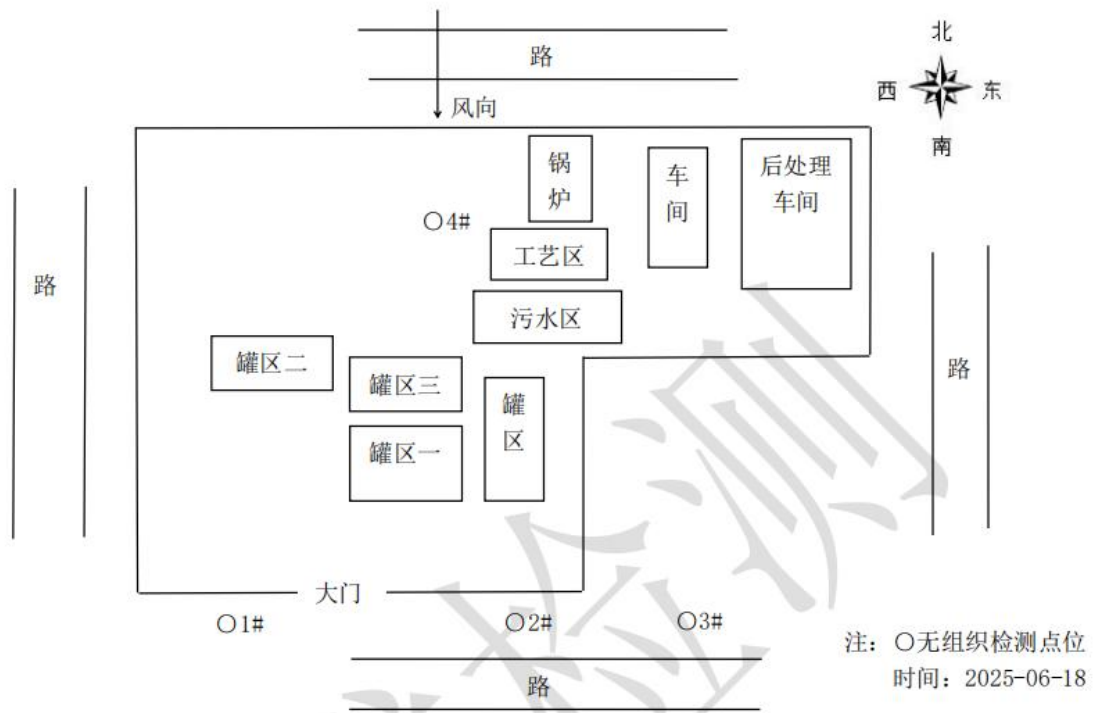 路
北
西
东
南
风向
锅
炉
车
间
后处理
车间
○4#
工艺区
污水区
路
罐区二
罐区三
罐区一
罐
区
路
大门
○1#
○2#
○3#
注：○无组织检测点位
时间：2025-06-18
路
检测